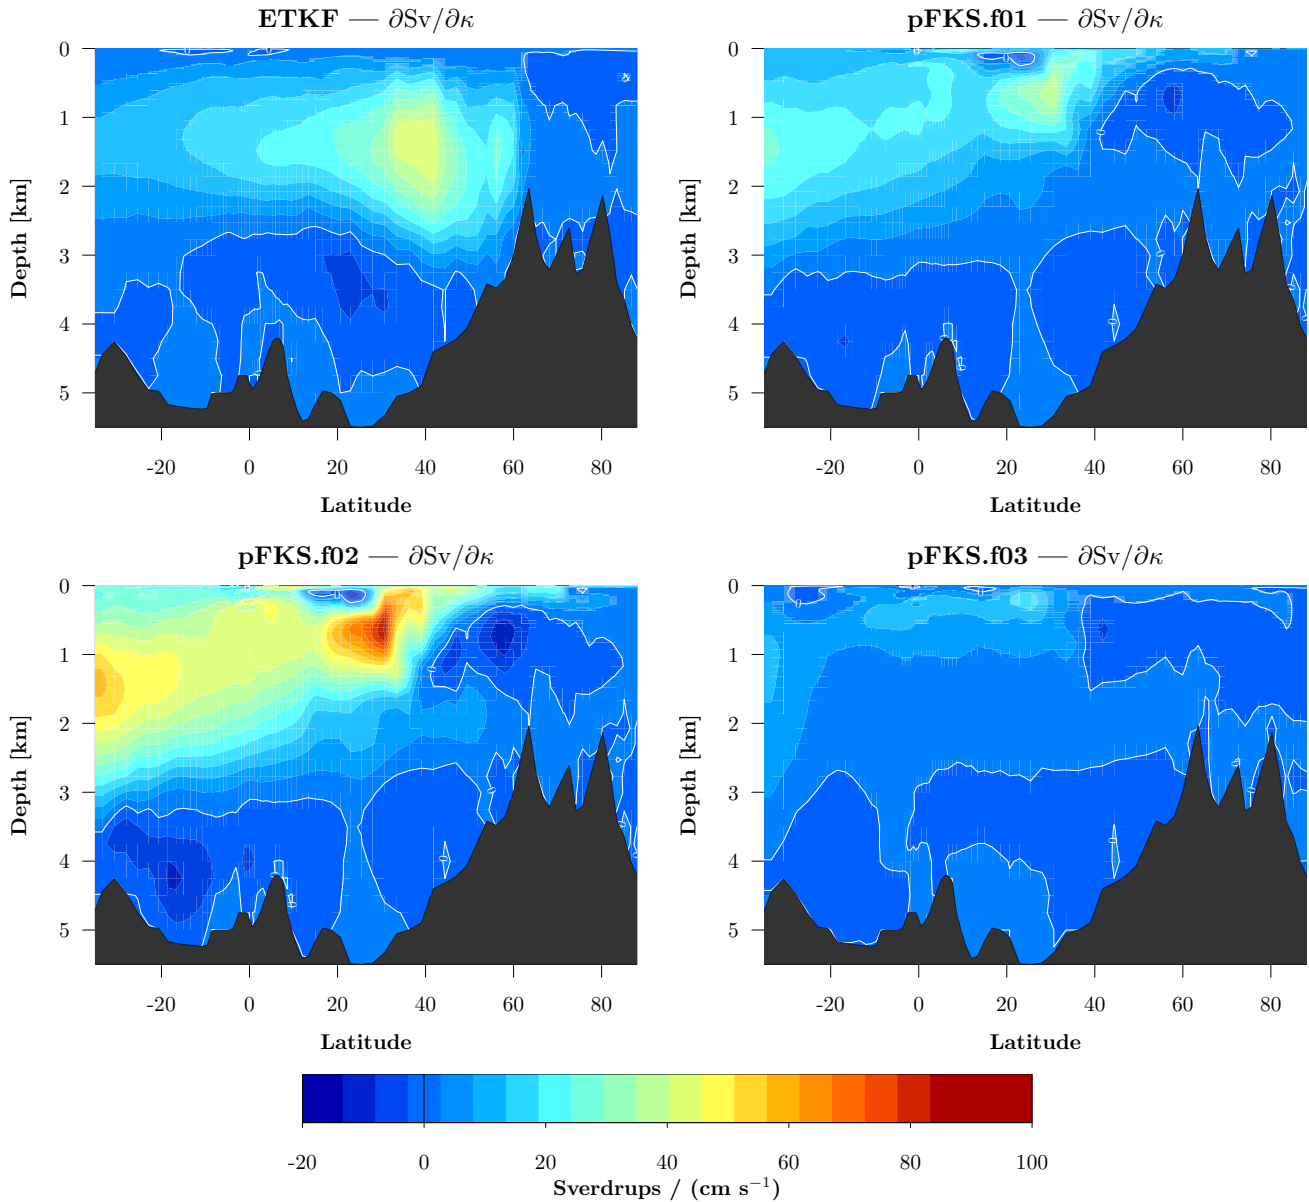 ETKF — ∂Sv/∂κ
pFKS.f01 — ∂Sv/∂κ
0
1
2
3
4
5
Depth [km]
-20 0 20 40 60 80
Latitude
0
1
2
3
4
5
Depth [km]
-20 0 20 40 60 80
Latitude
pFKS.f02 — ∂Sv/∂κ
pFKS.f03 — ∂Sv/∂κ
0
1
2
3
4
5
Depth [km]
-20 0 20 40 60 80
Latitude
0
1
2
3
4
5
Depth [km]
-20 0 20 40 60 80
Latitude
-20 0 20 40 60 80 100
Sverdrups / (cm s⁻¹)